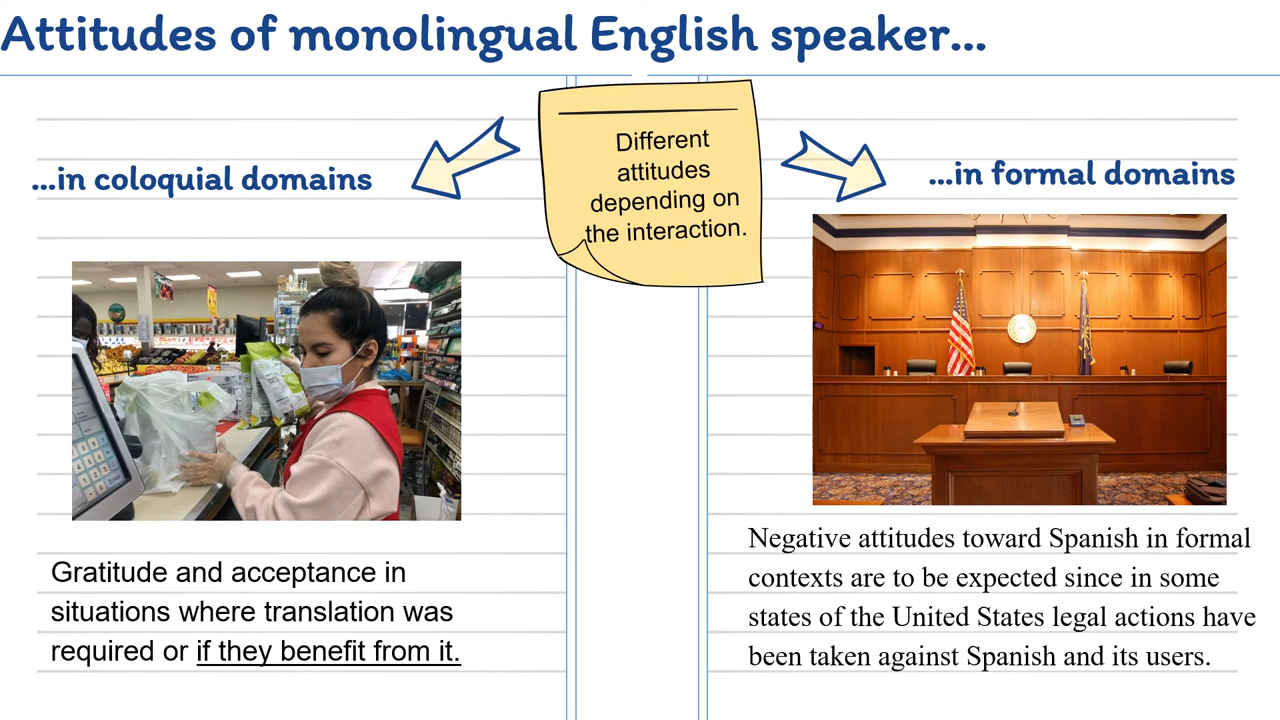 Attitudes of monolingual English speaker...
Different
attitudes
depending on
the interaction.
...in coloquial domains
...in formal domains
Gratitude and acceptance in
situations where translation was
required or if they benefit from it.
Negative attitudes toward Spanish in formal
contexts are to be expected since in some
states of the United States legal actions have
been taken against Spanish and its users.